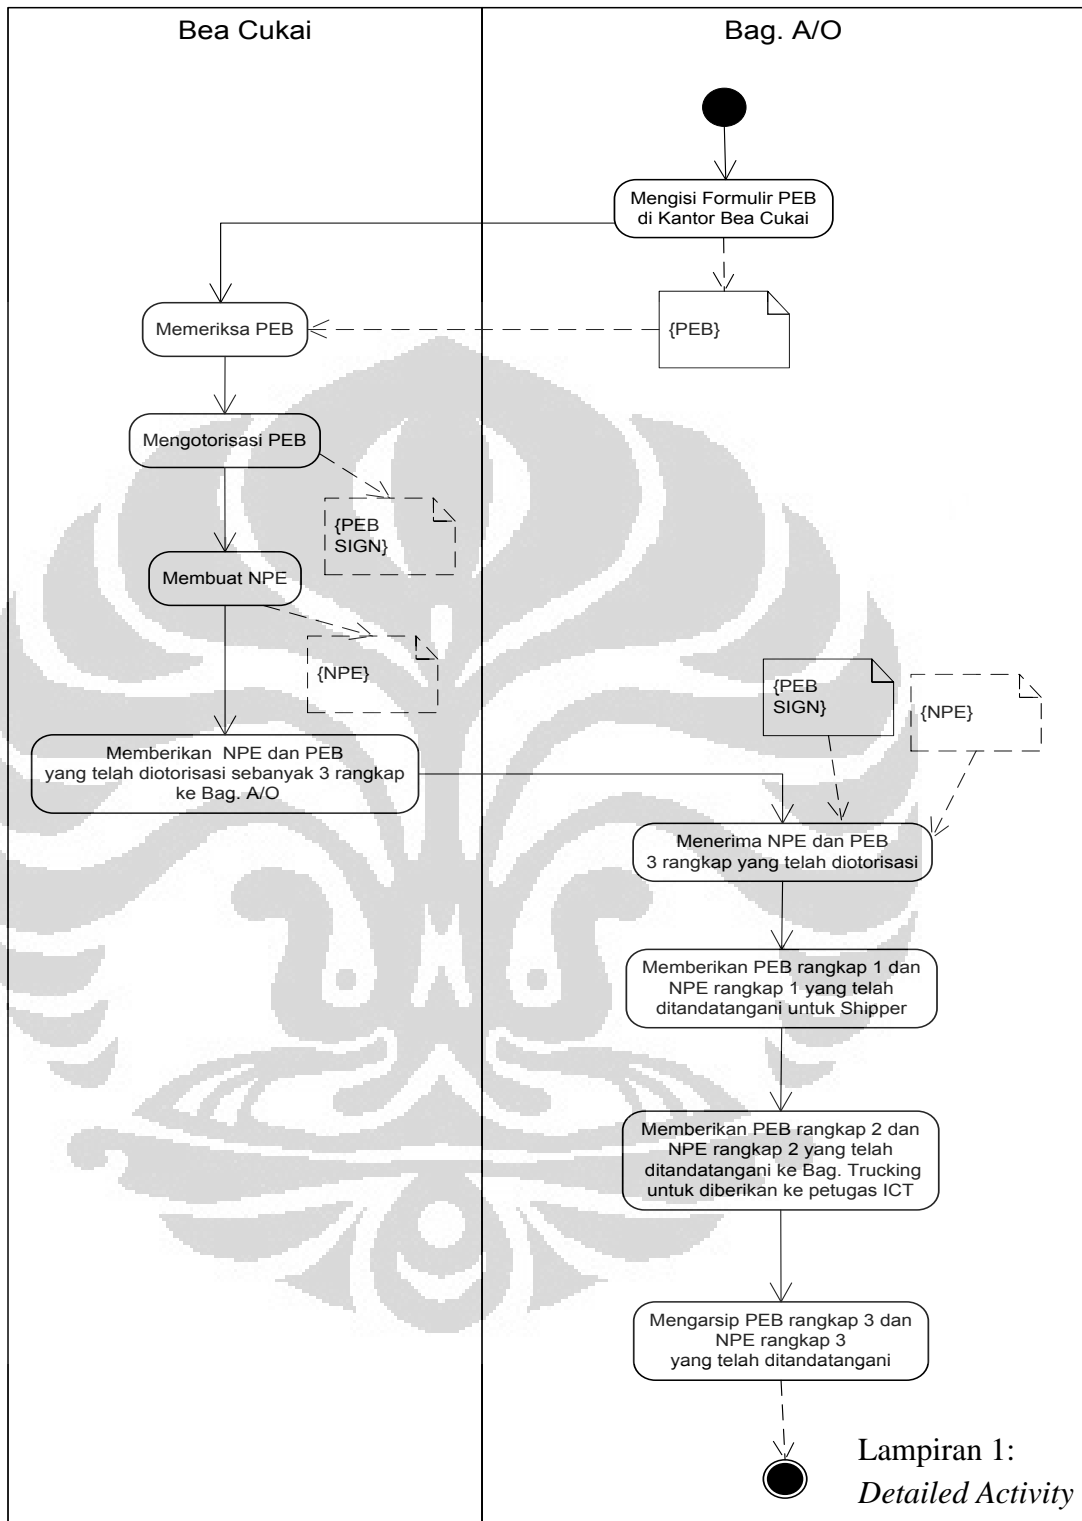 Bea Cukai
Bag. A/O
Mengisi Formulir PEB
di Kantor Bea Cukai
Memeriksa PEB
{PEB}
Mengotorisasi PEB
{PEB
SIGN}
Membuat NPE
{NPE}
{PEB
SIGN}
{NPE}
Memberikan NPE dan PEB
yang telah diotorisasi sebanyak 3 rangkap
ke Bag. A/O
Menerima NPE dan PEB
3 rangkap yang telah diotorisasi
Memberikan PEB rangkap 1 dan
NPE rangkap 1 yang telah
ditandatangani untuk Shipper
Memberikan PEB rangkap 2 dan
NPE rangkap 2 yang telah
ditandatangani ke Bag. Trucking
untuk diberikan ke petugas ICT
Mengarsip PEB rangkap 3 dan
NPE rangkap 3
yang telah ditandatangani
Lampiran 1:
Detailed Activity